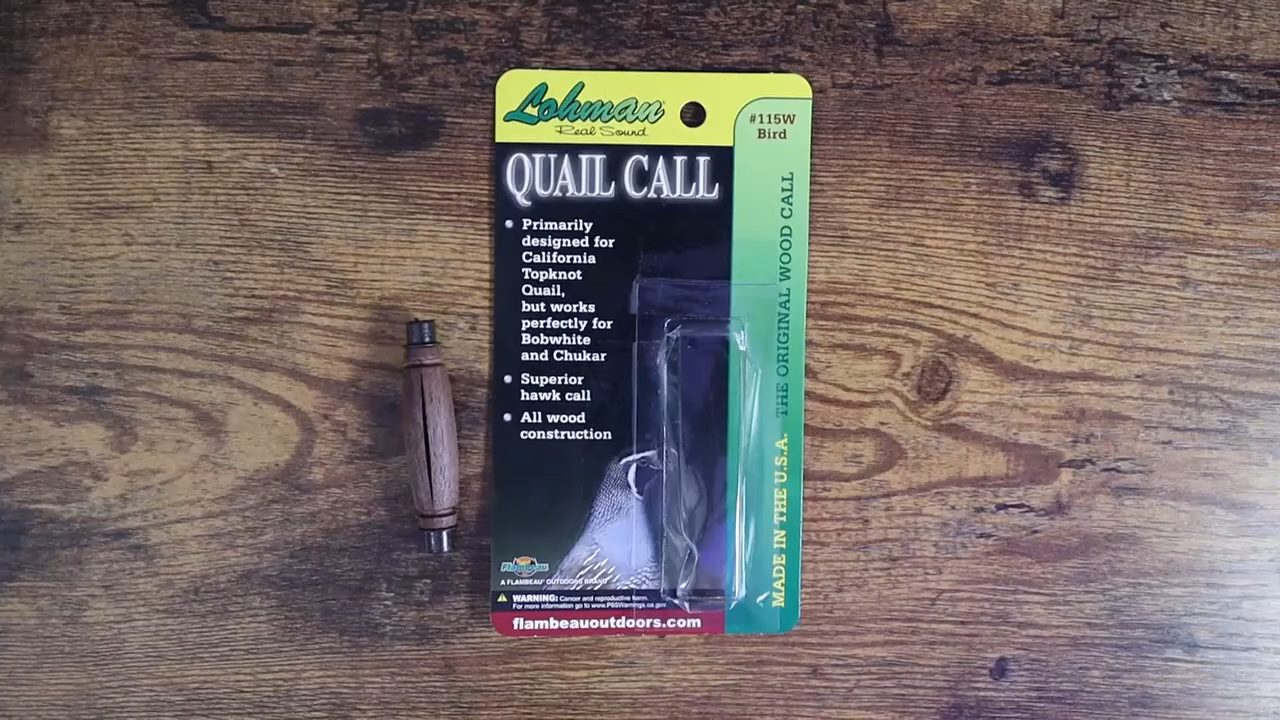 Lohman
Real Sound
#115W
Bird
QUAIL CALL
Primarily
designed for
California
Topknot
Quail,
but works
perfectly for
Bobwhite
and Chukar
Superior
hawk call
All wood
construction
MADE IN THE U.S.A. THE ORIGINAL WOOD CALL
Flambeau
A FLAMBEAU® OUTDOORS BRAND
WARNING: Cancer and reproductive harm.
For more information go to www.P65Warnings.ca.gov
flambeauoutdoors.com